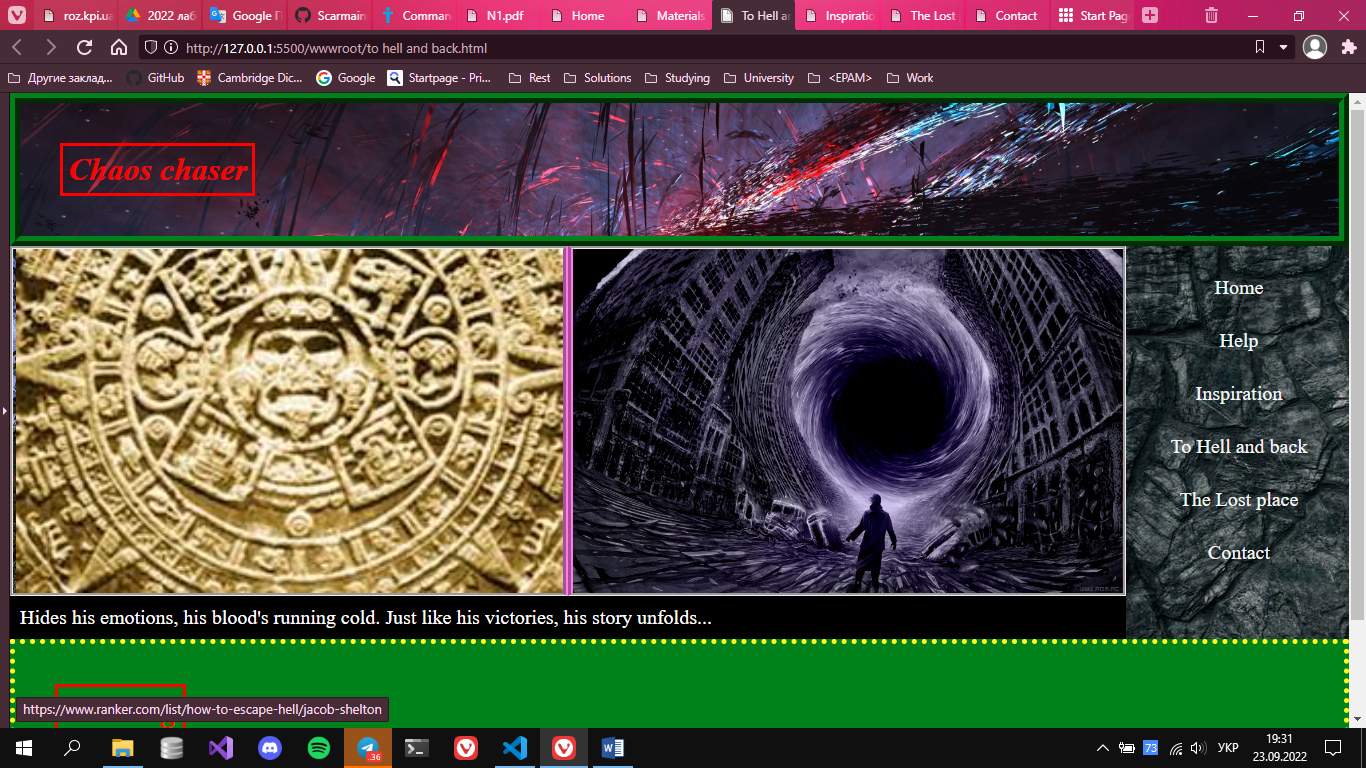 roz.kpi.ua
2022 лаб
Google П
Scarmain
Comman
N1.pdf
Home
Materials
To Hell an
Inspiratio
The Lost
Contact
Start Pag
http://127.0.0.1:5500/wwwroot/to hell and back.html
Другие заклад...
GitHub
Cambridge Dic...
Google
Startpage - Pri...
Rest
Solutions
Studying
University
<EPAM>
Work
Chaos chaser
Home
Help
Inspiration
To Hell and back
The Lost place
Contact
Hides his emotions, his blood's running cold. Just like his victories, his story unfolds...
https://www.ranker.com/list/how-to-escape-hell/jacob-shelton
.36
73
УКР
19:31
23.09.2022